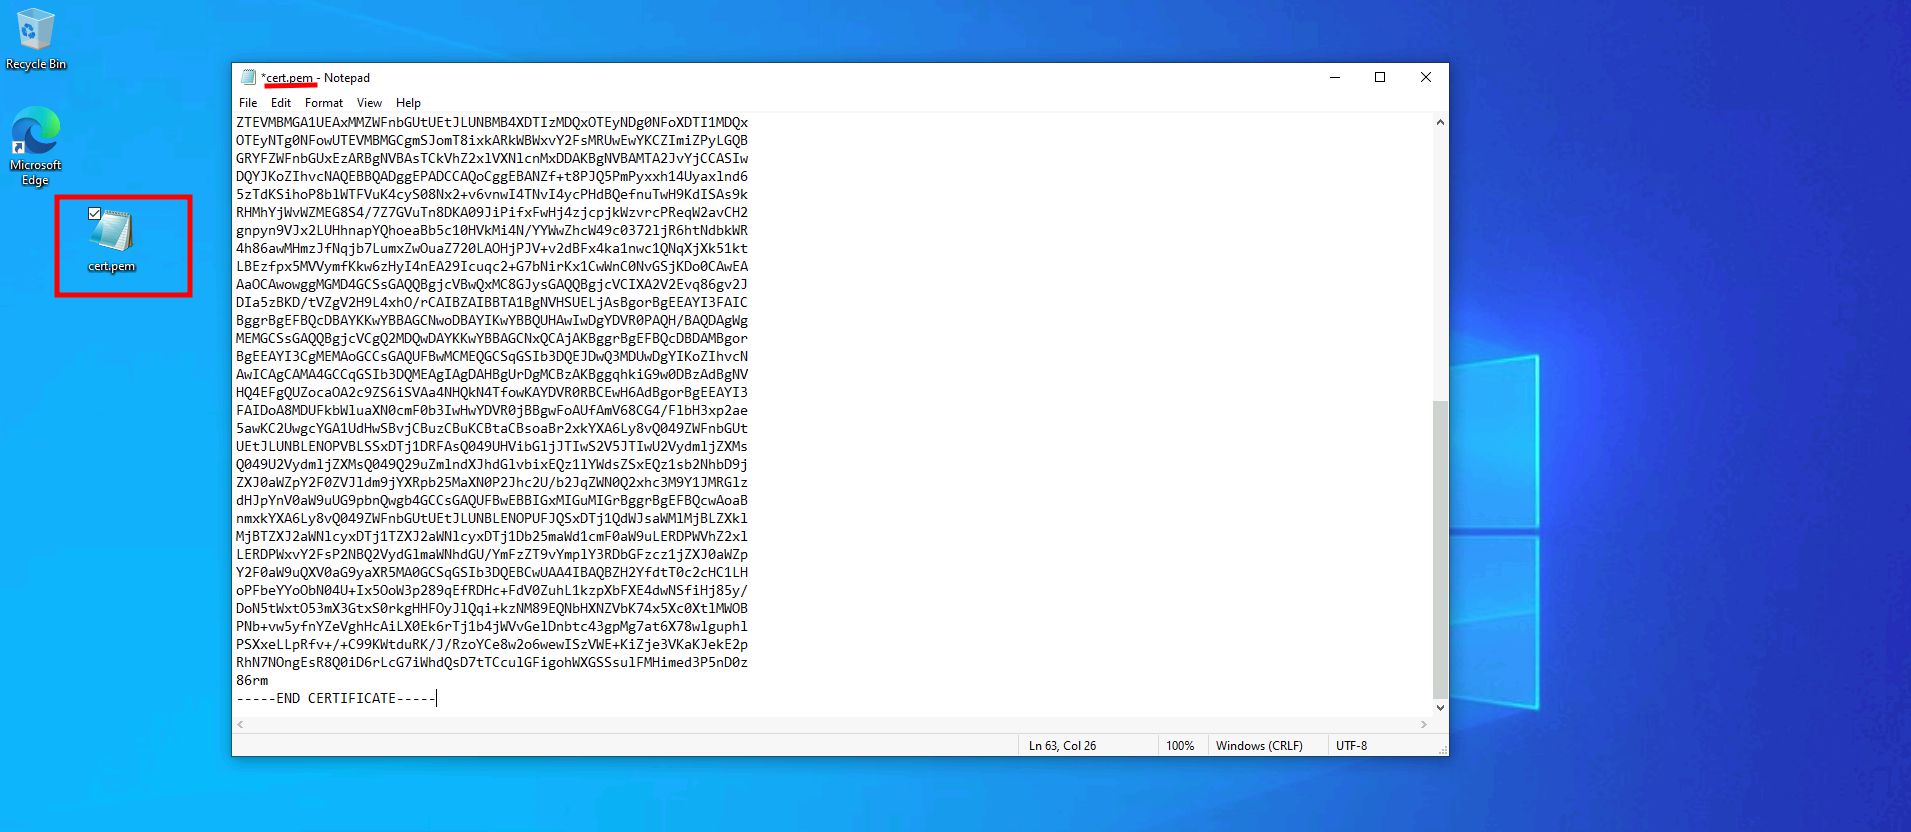 Recycle Bin
Microsoft
Edge
cert.pem
*cert.pem - Notepad
File Edit Format View Help
ZTEVMBMGA1UEAxMMZWFnbGUtUEtJLUNBMB4XDTIzMDQxOTEyNDg0NFoXDTI1MDQx
OTEyNTg0NFowUTEVMBMGCgmSJomT8ixkARkWBWxvY2FsMRUwEwYKCZImiZPyLGQB
GRYFZWFnbGUxEzARBgNVBAsTCkVhZ2xlVXNlcnMxDDAKBgNVBAMTA2JvYjCCASIw
DQYJKoZIhvcNAQEBBQADggEPADCCAQoCggEBANZf+t8PJQ5PmPyxxh14Uyaxlnd6
5zTdKSihoP8blWTFVuK4cyS08Nx2+v6vnwI4TNvI4ycPHdBQefnuTwH9KdISAs9k
RHMhYjWvWZMEG8S4/7Z7GVuTn8DKA09JiPifxFwHj4zjcpjkWzvrcPReqW2avCH2
gnpyn9VJx2LUHhnapYQhoeaBb5c10HVkMi4N/YYWwZhcW49c0372ljR6htNdbkWR
4h86awMHmzJfNqjb7LumxZwOuaZ720LAOHjPJV+v2dBFx4ka1nwc1QNqXjXk51kt
LBEzfpx5MVVymfKkw6zHyI4nEA29Icuqc2+G7bNirKx1CwWnC0NvGSjKDo0CAwEA
AaOCAwowggMGMD4GCSsGAQQBgjcVBwQxMC8GJysGAQQBgjcVCIXA2V2Evq86gv2J
DIa5zBKD/tVZgV2H9L4xhO/rCAIBZAIBBTA1BgNVHSUELjAsBgorBgEEAYI3FAIC
BggrBgEFBQcDBAYKKwYBBAGCNwoDBAYIKwYBBQUHAwIwDgYDVR0PAQH/BAQDAgWg
MEMGCSsGAQQBgjcVCgQ2MDQwDAYKKwYBBAGCNxQCAjAKBggrBgEFBQcDBDAMBgor
BgEEAYI3CgMEMAoGCCsGAQUFBwMCMEQGCSqGSIb3DQEJDwQ3MDUwDgYIKoZIhvcN
AwICAgCAMA4GCCqGSIb3DQMEAgIAgDAHBgUrDgMCBzAKBggqhkiG9w0DBzAdBgNV
HQ4EFgQUZocaOA2c9ZS6iSVAa4NHQkN4TfowKAYDVR0RBCEwH6AdBgorBgEEAYI3
FAIDoA8MDUFkbWluaXN0cmF0b3IwHwYDVR0jBBgwFoAUfAmV68CG4/FlbH3xp2ae
5awKC2UwgcYGA1UdHwSBvjCBuzCBuKCBtaCBsoaBr2xkYXA6Ly8vQ049ZWFnbGUt
UEtJLUNBLENOPVBLSSxDTj1DRFAsQ049UHVibGljJTIwS2V5JTIwU2VydmljZXMs
Q049U2VydmljZXMsQ049Q29uZmlndXJhdGlvbixEQz1lYWdsZSxEQz1sb2NhbD9j
ZXJ0aWZpY2F0ZVJldm9jYXRpb25MaXN0P2Jhc2U/b2JqZWN0Q2xhc3M9Y1JMRGlz
dHJpYnV0aW9uUG9pbnQwgb4GCCsGAQUFBwEBBIGxMIGuMIGrBggrBgEFBQcwAoaB
nmxkYXA6Ly8vQ049ZWFnbGUtUEtJLUNBLENOPUFJQSxDTj1QdWJsaWMlMjBLZXkl
MjBTZXJ2aWNlcyxDTj1TZXJ2aWNlcyxDTj1Db25maWd1cmF0aW9uLERDPWVhZ2xl
LERDPWxvY2FsP2NBQ2VydGlmaWNhdGU/YmFzZT9vYmplY3RDbGFzcz1jZXJ0aWZp
Y2F0aW9uQXV0aG9yaXR5MA0GCSqGSIb3DQEBCwUAA4IBAQBZH2YfdtT0c2cHC1LH
oPFbeYYoObN04U+Ix5OoW3p289qEfRDHc+FdV0ZuhL1kzpXbFXE4dwNSfiHj85y/
DoN5tWxtO53mX3GtxS0rkgHHFOyJlQqi+kzNM89EQNbHXNZVbK74x5Xc0XtlMWOB
PNb+vw5yfnYZeVghHcAiLX0Ek6rTj1b4jWVvGelDnbtc43gpMg7at6X78wlguphl
PSXxeLLpRfv+/+C99KWtduRK/J/RzoYCe8w2o6wewISzVWE+KiZje3VKaKJekE2p
RhN7NOngEsR8Q0iD6rLcG7iWhdQsD7tTCculGFigohWXGSSsulFMHimed3P5nD0z
86rm
-----END CERTIFICATE-----
Ln 63, Col 26 100% Windows (CRLF) UTF-8